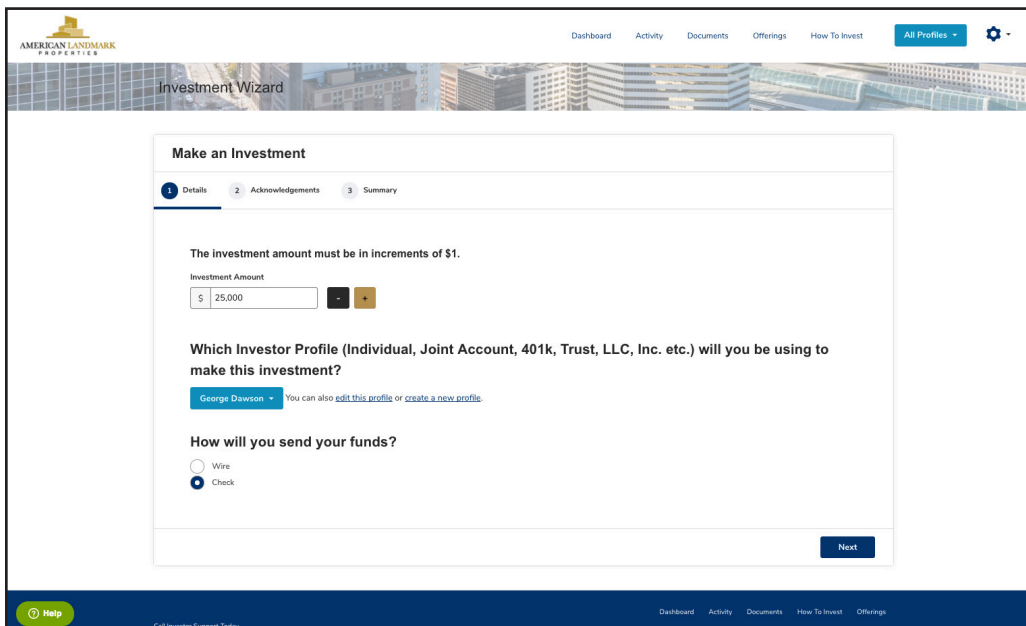 AMERICAN LANDMARK
PROPERTIES
Dashboard Activity Documents Offerings How To Invest All Profiles
Investment Wizard
Make an Investment
1 Details 2 Acknowledgements 3 Summary
The investment amount must be in increments of $1.
Investment Amount
$ 25,000 - +
Which Investor Profile (Individual, Joint Account, 401k, Trust, LLC, Inc. etc.) will you be using to
make this investment?
George Dawson You can also edit this profile or create a new profile.
How will you send your funds?
Wire
Check
Next
? Help
Dashboard Activity Documents How To Invest Offerings
Call Investor Support Today